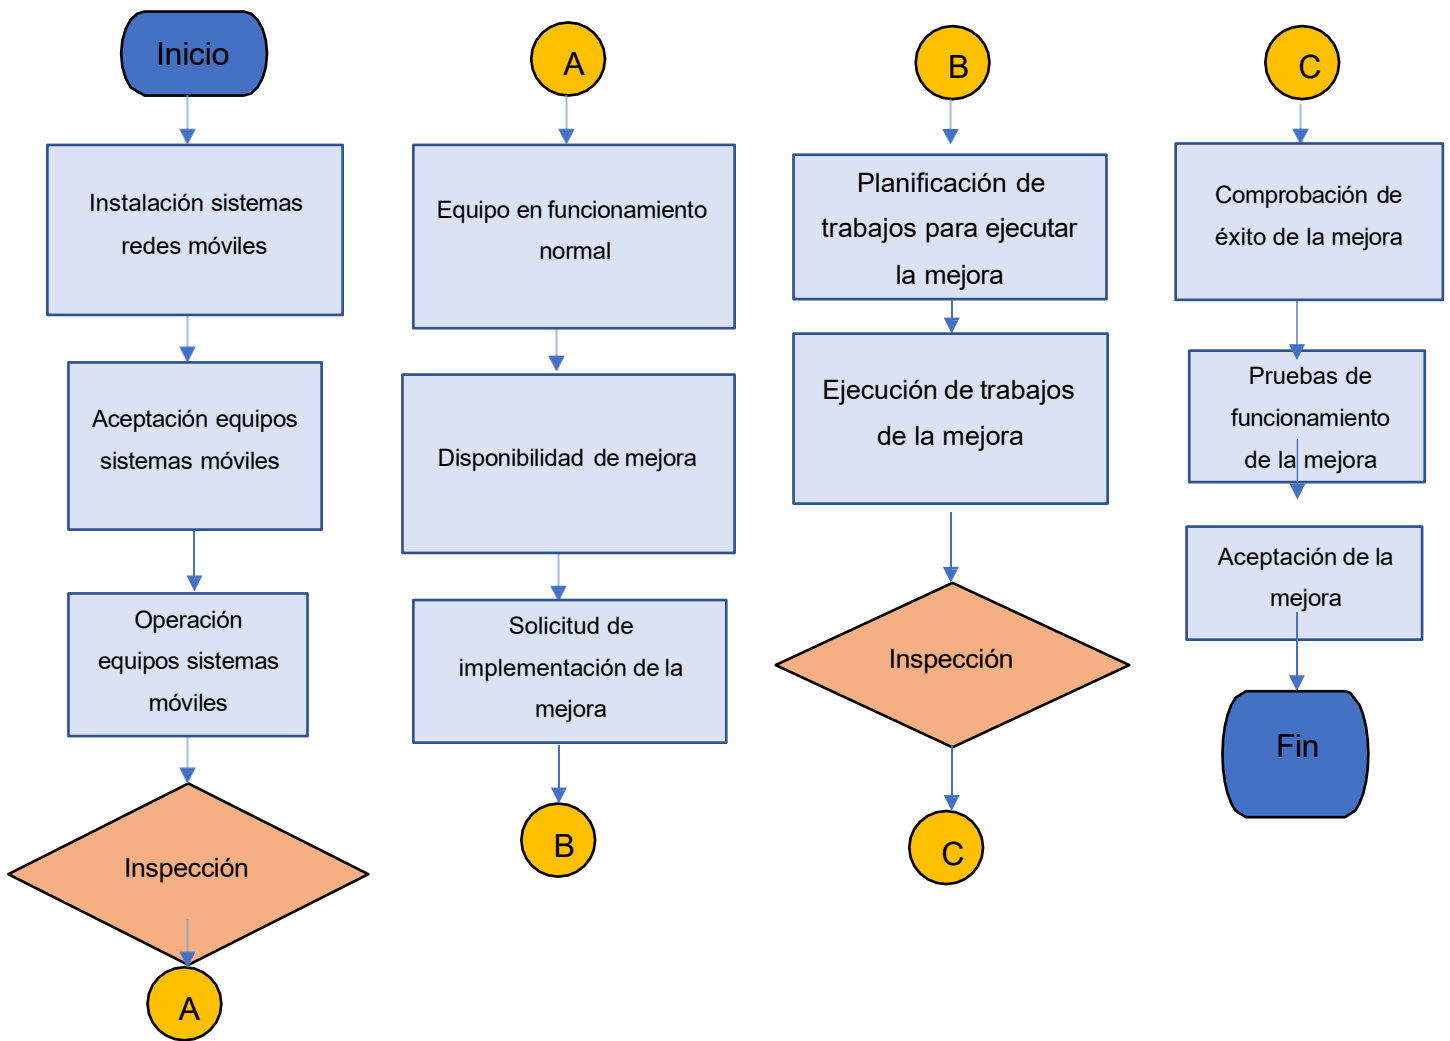 Inicio
Instalación sistemas
redes móviles
Aceptación equipos
sistemas móviles
Operación
equipos sistemas
móviles
Inspección
A
A
Equipo en funcionamiento
normal
Disponibilidad de mejora
Solicitud de
implementación de la
mejora
B
B
Planificación de
trabajos para ejecutar
la mejora
Ejecución de trabajos
de la mejora
Inspección
C
C
Comprobación de
éxito de la mejora
Pruebas de
funcionamiento
de la mejora
Aceptación de la
mejora
Fin